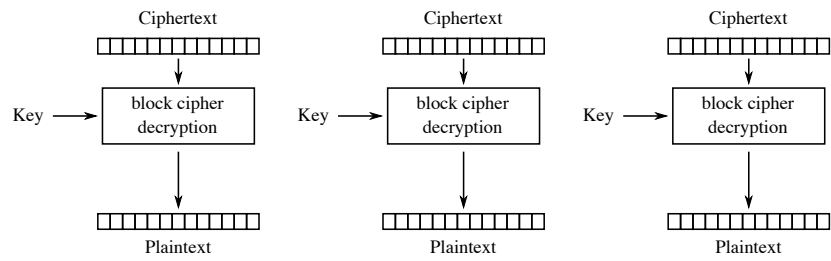 Ciphertext
Key
block cipher
decryption
Plaintext
Ciphertext
Key
block cipher
decryption
Plaintext
Ciphertext
Key
block cipher
decryption
Plaintext